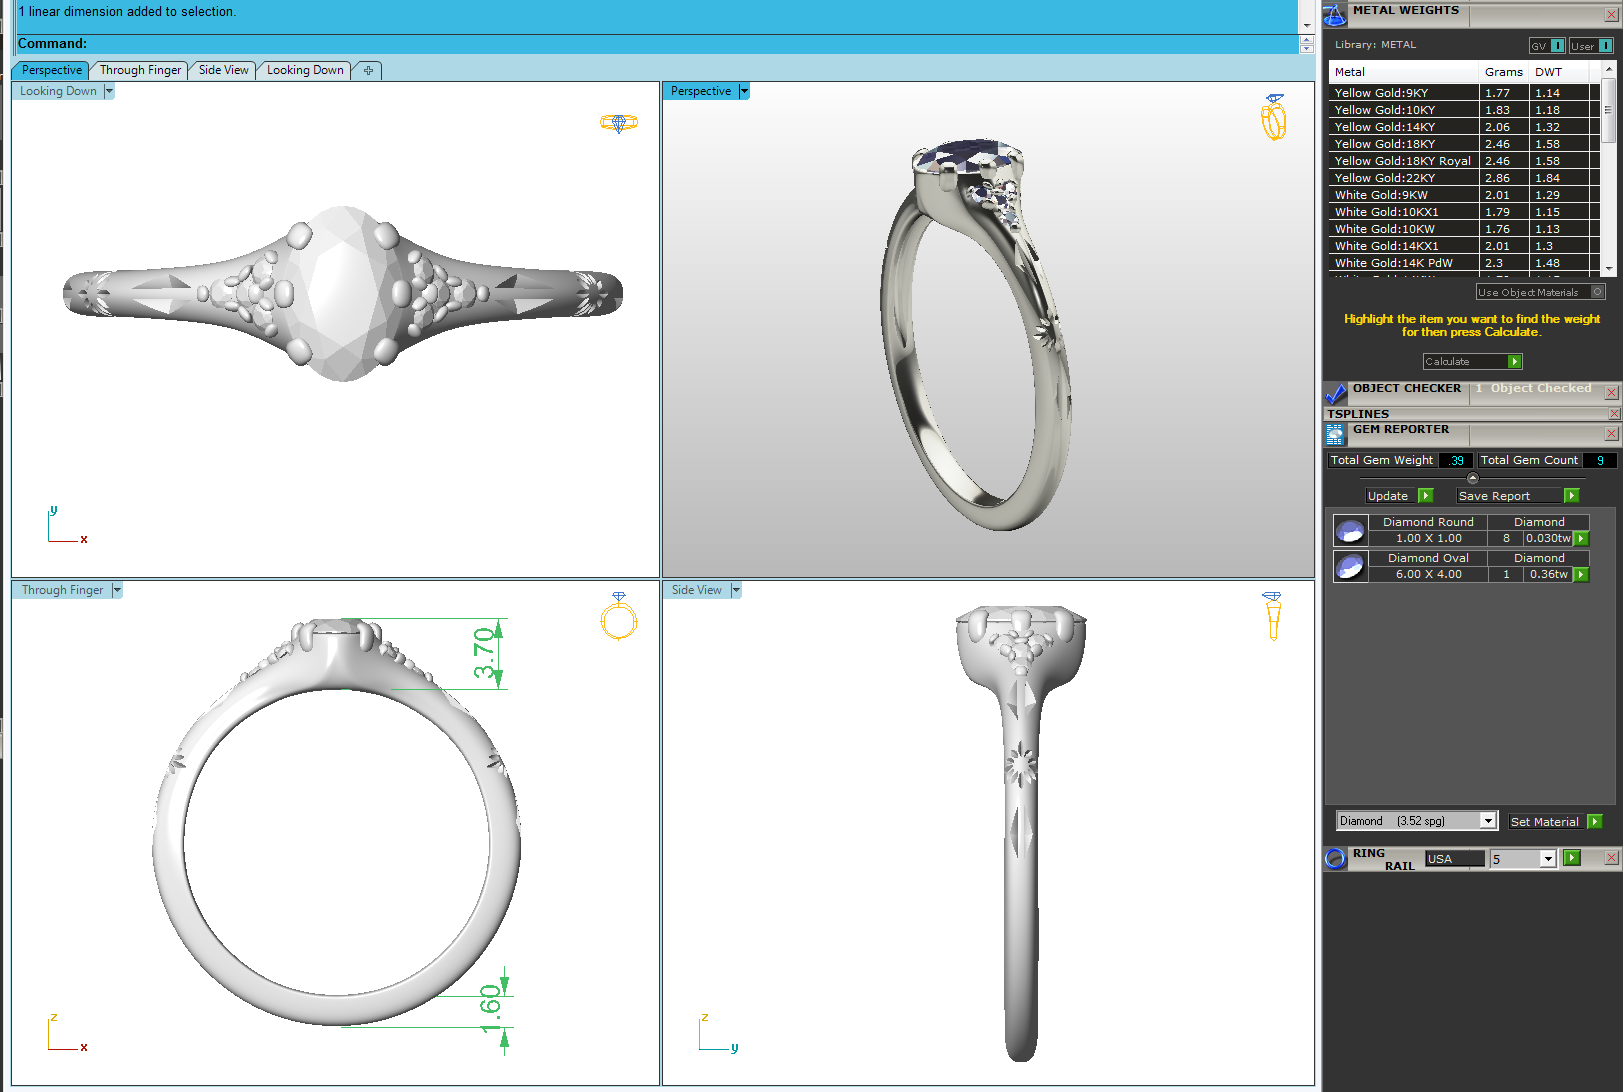 1 linear dimension added to selection.
Command:
Perspective Through Finger Side View Looking Down
Looking Down
y
x
Perspective
Through Finger
3.70
1.60
z
x
Side View
z
y
METAL WEIGHTS
Library: METAL GV User
Metal Grams DWT
Yellow Gold:9KY 1.77 1.14
Yellow Gold:10KY 1.83 1.18
Yellow Gold:14KY 2.06 1.32
Yellow Gold:18KY 2.46 1.58
Yellow Gold:18KY Royal 2.46 1.58
Yellow Gold:22KY 2.86 1.84
White Gold:9KW 2.01 1.29
White Gold:10KX1 1.79 1.15
White Gold:10KW 1.76 1.13
White Gold:14KX1 2.01 1.3
White Gold:14K PdW 2.3 1.48
Use Object Materials
Highlight the item you want to find the weight
for then press Calculate.
Calculate
OBJECT CHECKER 1 Object Checked
TSPLINES
GEM REPORTER
Total Gem Weight .39 Total Gem Count 9
Update Save Report
Diamond Round Diamond
1.00 X 1.00 8 0.030tw
Diamond Oval Diamond
6.00 X 4.00 1 0.36tw
Diamond (3.52 spg) Set Material
RING
RAIL USA 5